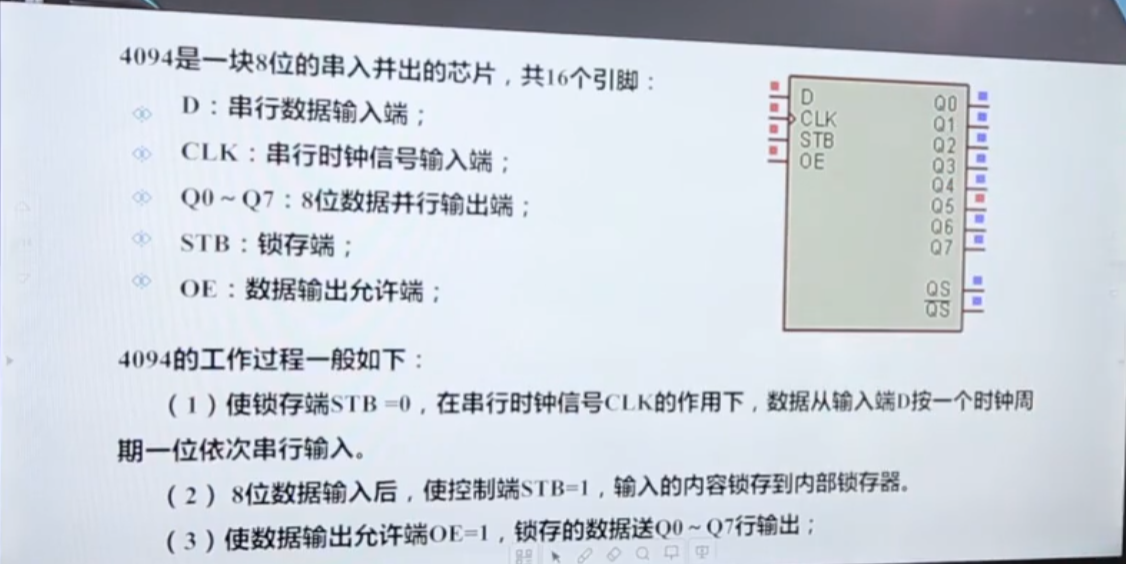 4094是一块8位的串入并出的芯片，共16个引脚：
D：串行数据输入端；
CLK：串行时钟信号输入端；
Q0～Q7：8位数据并行输出端；
STB：锁存端；
OE：数据输出允许端；
D
CLK
STB
OE
Q0
Q1
Q2
Q3
Q4
Q5
Q6
Q7
QS
QS
4094的工作过程一般如下：
（1）使锁存端STB =0，在串行时钟信号CLK的作用下，数据从输入端D按一个时钟周
期一位依次串行输入。
（2） 8位数据输入后，使控制端STB=1，输入的内容锁存到内部锁存器。
（3）使数据输出允许端OE=1，锁存的数据送Q0～Q7行输出；